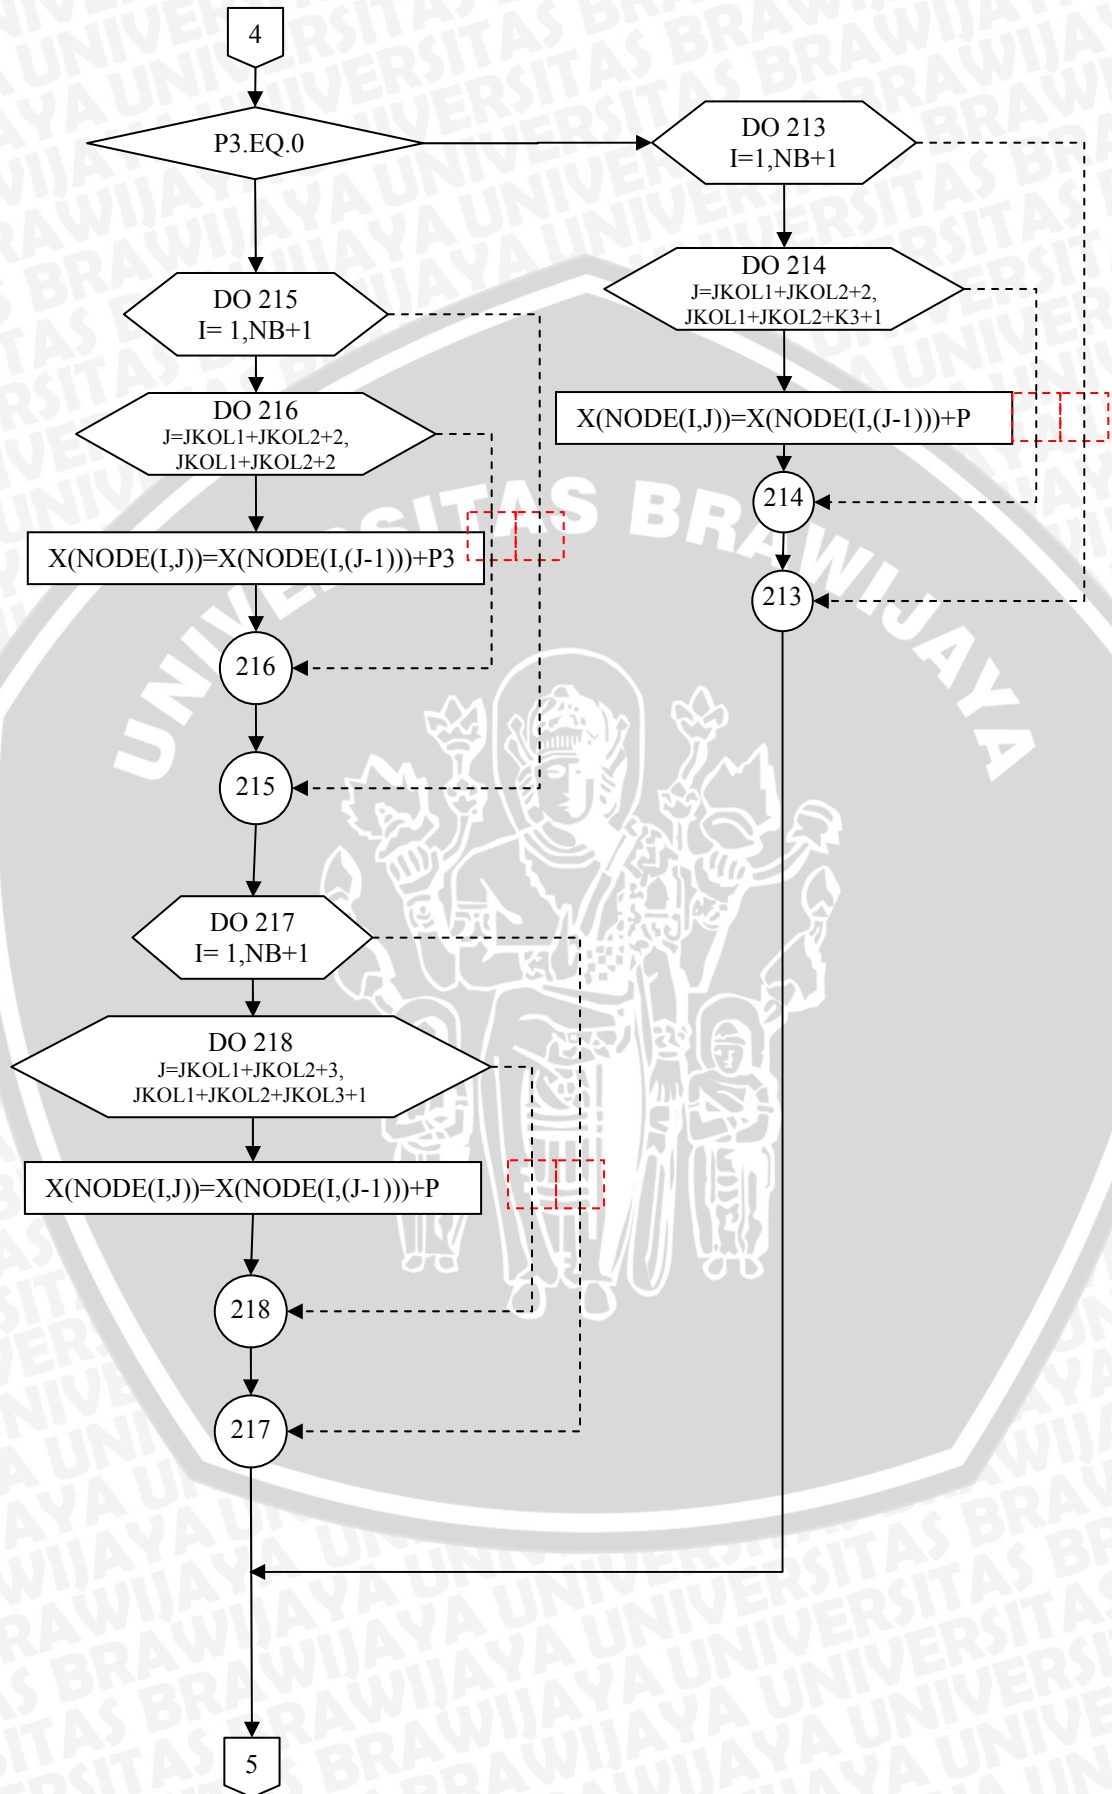 4
P3.EQ.0
DO 213
I=1,NB+1
DO 214
J=JKOL1+JKOL2+2,
JKOL1+JKOL2+K3+1
X(NODE(I,J))=X(NODE(I,(J-1)))+P
214
213
DO 215
I= 1,NB+1
DO 216
J=JKOL1+JKOL2+2,
JKOL1+JKOL2+2
X(NODE(I,J))=X(NODE(I,(J-1)))+P3
216
215
DO 217
I= 1,NB+1
DO 218
J=JKOL1+JKOL2+3,
JKOL1+JKOL2+JKOL3+1
X(NODE(I,J))=X(NODE(I,(J-1)))+P
218
217
5
UNIVERSITAS BRAWIJAYA